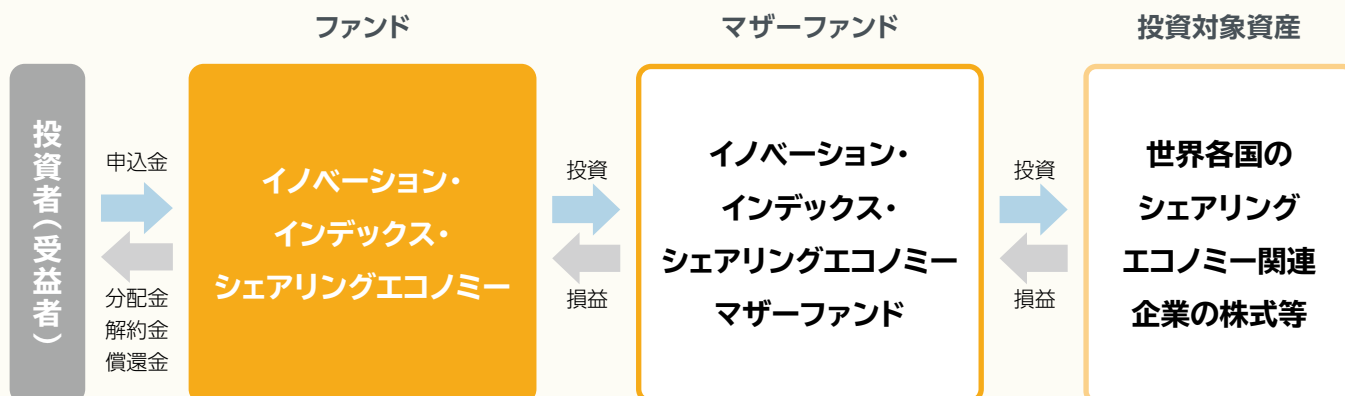 ファンド
マザーファンド
投資対象資産
投資者（受益者）
申込金
分配金
解約金
償還金
イノベーション・
インデックス・
シェアリングエコノミー
投資
損益
イノベーション・
インデックス・
シェアリングエコノミー
マザーファンド
投資
損益
世界各国の
シェアリング
エコノミー関連
企業の株式等